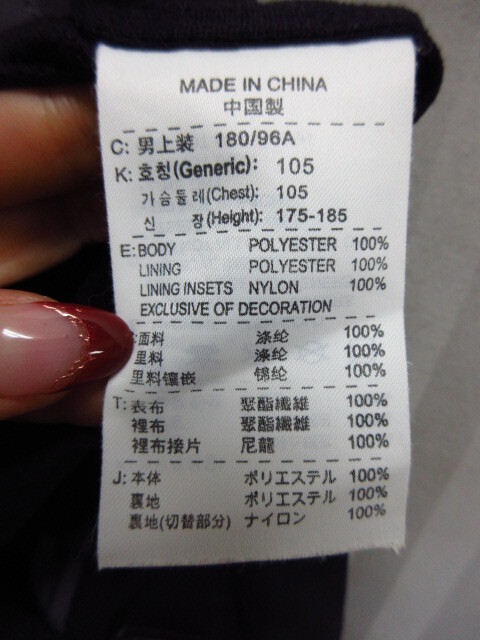 MADE IN CHINA
中國製
C: 男上装 180/96A
K: 호칭(Generic): 105
가슴둘레(Chest): 105
신 장(Height): 175-185
E: BODY POLYESTER 100%
LINING POLYESTER 100%
LINING INSETS NYLON 100%
EXCLUSIVE OF DECORATION
面料 涤纶 100%
里料 涤纶 100%
里料镶嵌 锦纶 100%
T: 表布 聚酯纖維 100%
裡布 聚酯纖維 100%
裡布接片 尼龍 100%
J: 本体 ポリエステル 100%
裏地 ポリエステル 100%
裏地(切替部分) ナイロン 100%